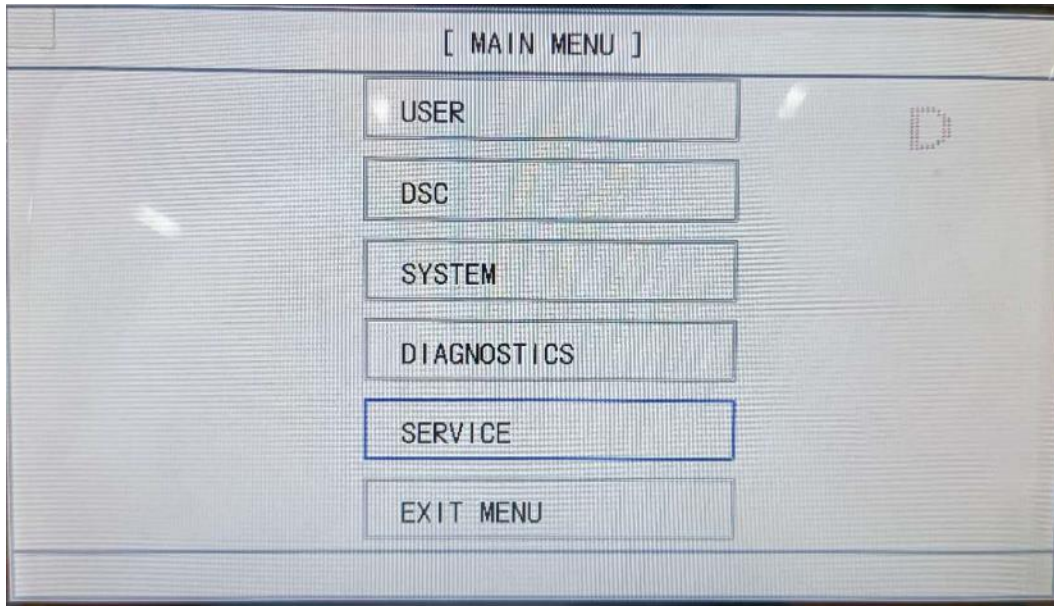 [ MAIN MENU ]
USER
D
DSC
SYSTEM
DIAGNOSTICS
SERVICE
EXIT MENU